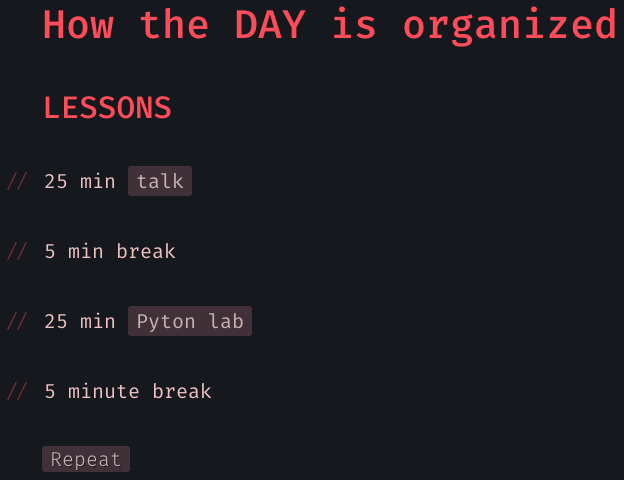 How the DAY is organized
LESSONS
// 25 min talk
// 5 min break
// 25 min Pyton lab
// 5 minute break
Repeat